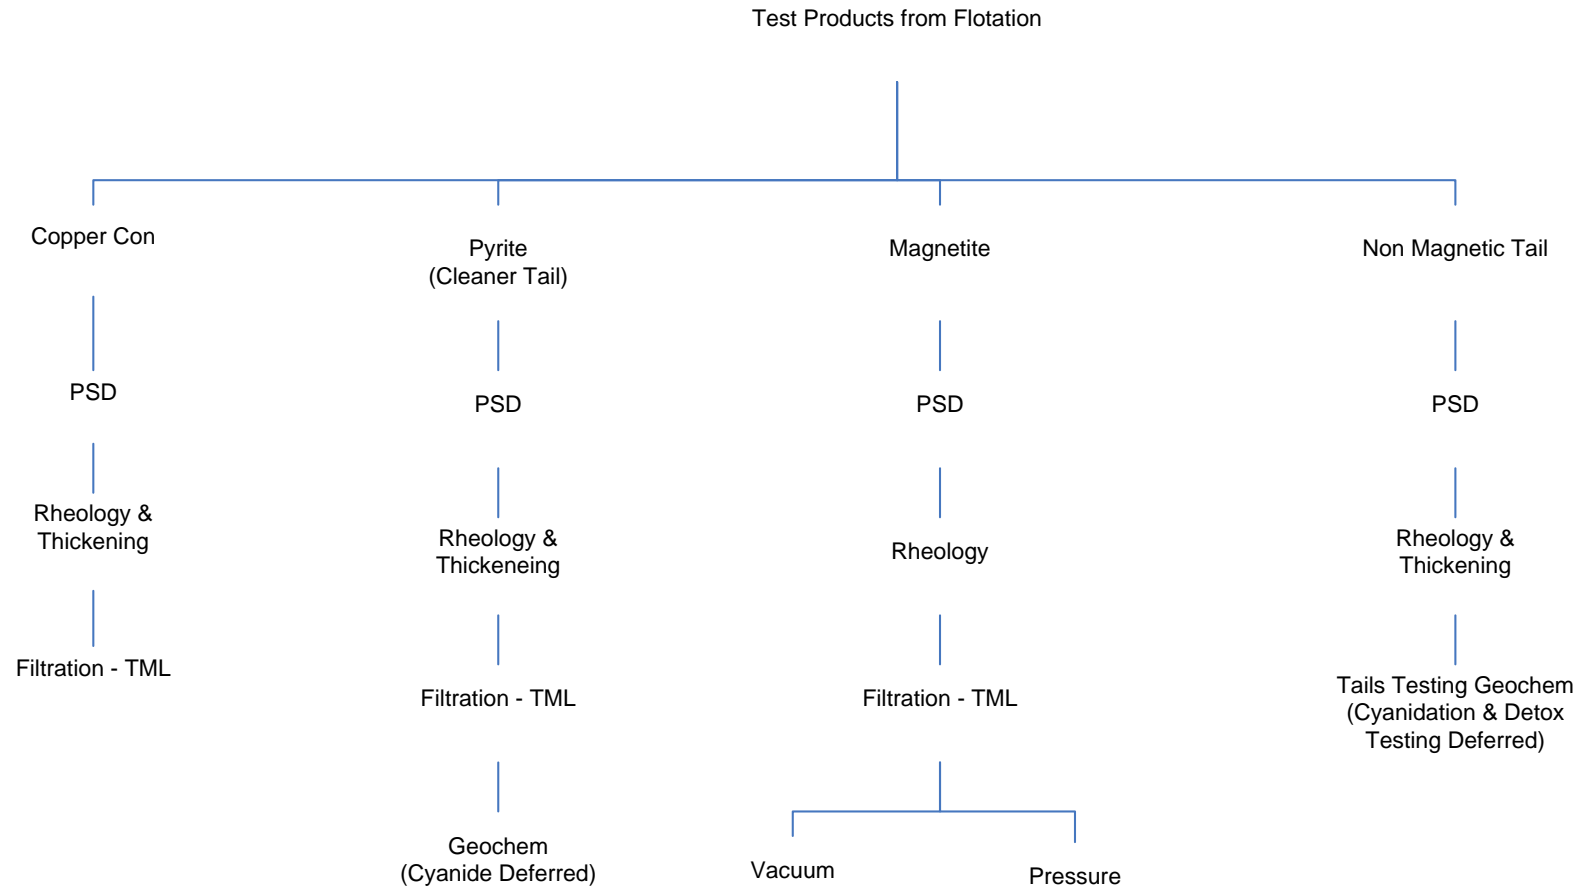 Test Products from Flotation
Copper Con
Pyrite
(Cleaner Tail)
Magnetite
Non Magnetic Tail
PSD
PSD
PSD
PSD
Rheology &
Thickening
Rheology &
Thickeneing
Rheology
Rheology &
Thickening
Filtration - TML
Filtration - TML
Filtration - TML
Tails Testing Geochem
(Cyanidation & Detox
Testing Deferred)
Geochem
(Cyanide Deferred)
Vacuum
Pressure